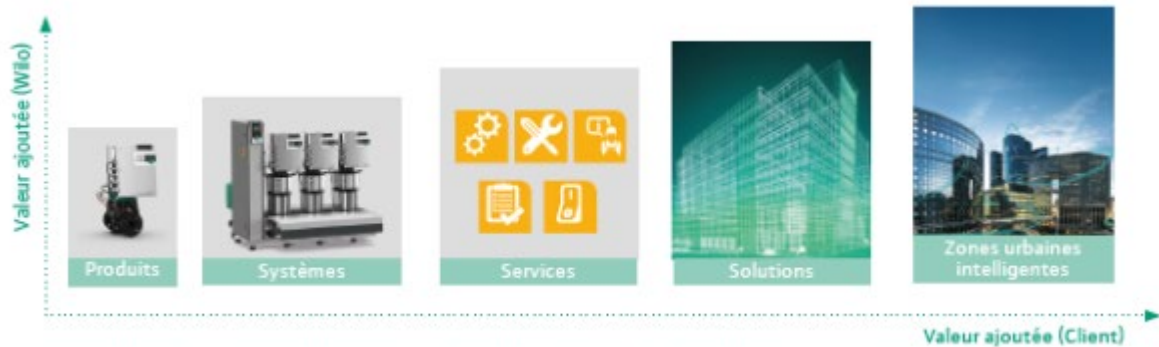 Valeur ajoutée (Wilo)
Produits
Systèmes
Services
Solutions
Zones urbaines
intelligentes
Valeur ajoutée (Client)